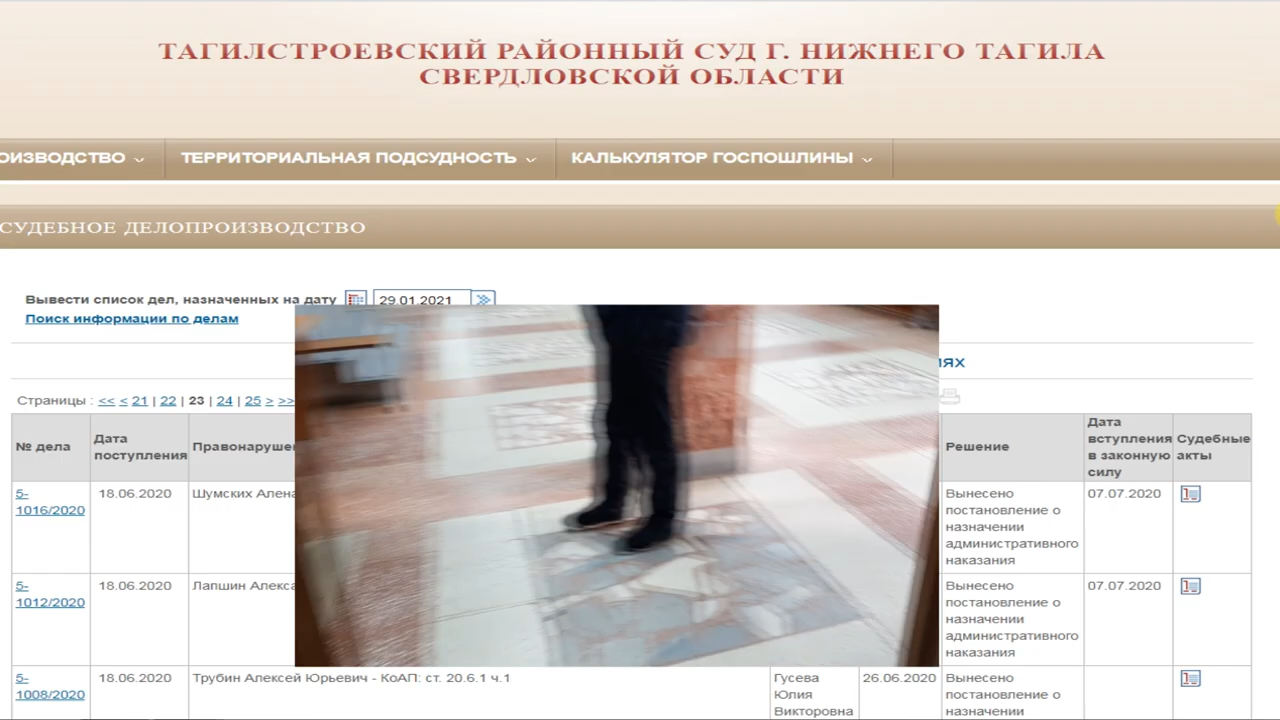 ТАГИЛСТРОЕВСКИЙ РАЙОННЫЙ СУД Г. НИЖНЕГО ТАГИЛА
СВЕРДЛОВСКОЙ ОБЛАСТИ
ОИЗВОДСТВО
ТЕРРИТОРИАЛЬНАЯ ПОДСУДНОСТЬ
КАЛЬКУЛЯТОР ГОСПОШЛИНЫ
СУДЕБНОЕ ДЕЛОПРОИЗВОДСТВО
Вывести список дел, назначенных на дату 29.01.2021
Поиск информации по делам
ИЯХ
Страницы : << < 21 | 22 | 23 | 24 | 25 > >>
№ дела
Дата
поступления
Правонаруше
Решение
Дата
вступления
в законную
силу
Судебные
акты
5-
1016/2020
18.06.2020
Шумских Алена
Вынесено
постановление о
назначении
административного
наказания
07.07.2020
5-
1012/2020
18.06.2020
Лапшин Алекса
Вынесено
постановление о
назначении
административного
наказания
07.07.2020
5-
1008/2020
18.06.2020
Трубин Алексей Юрьевич - КоАП: ст. 20.6.1 ч.1
Гусева
Юлия
Викторовна
26.06.2020
Вынесено
постановление о
назначении